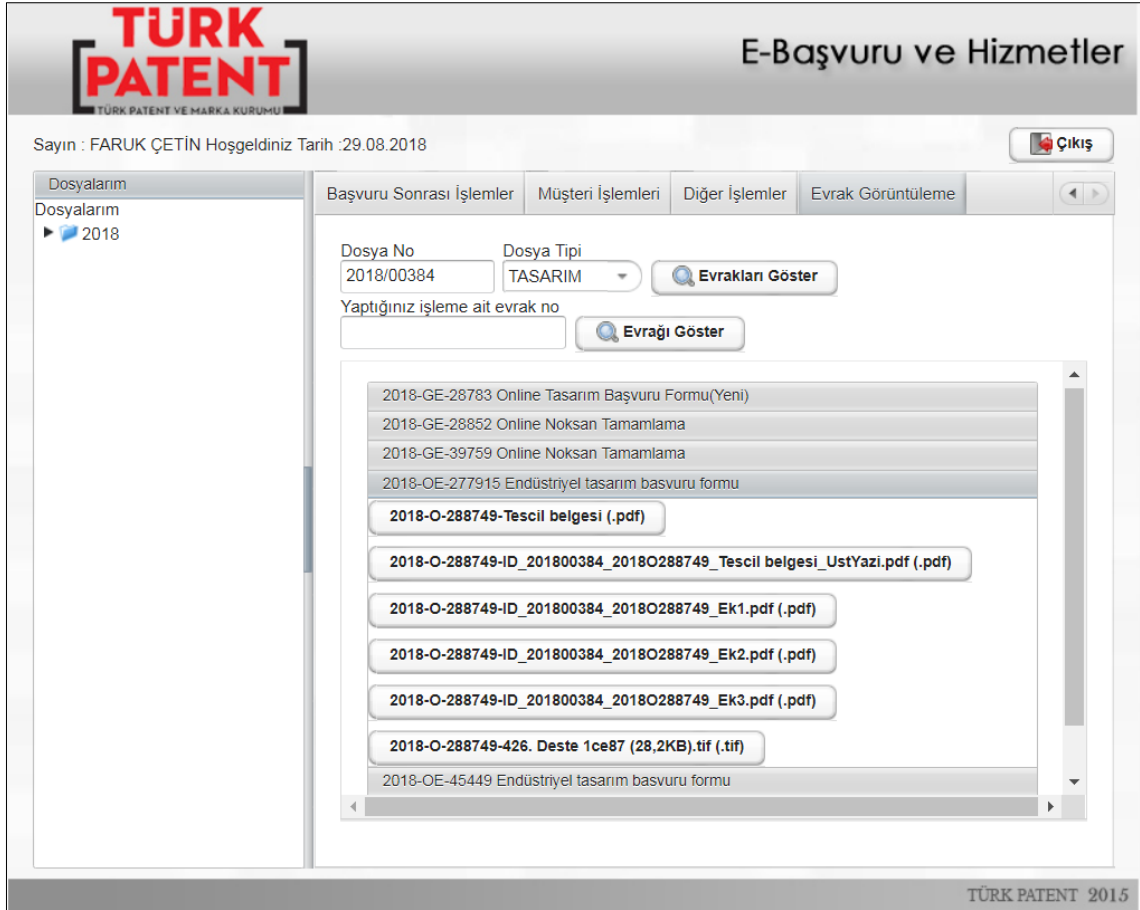 TÜRK
PATENT
TÜRK PATENT VE MARKA KURUMU
E-Başvuru ve Hizmetler
Sayın : FARUK ÇETİN Hoşgeldiniz Tarih :29.08.2018
Çıkış
Dosyalarım
Dosyalarım
2018
Başvuru Sonrası İşlemler Müşteri İşlemleri Diğer İşlemler Evrak Görüntüleme
Dosya No Dosya Tipi
2018/00384 TASARIM Evrakları Göster
Yaptığınız işleme ait evrak no
Evrağı Göster
2018-GE-28783 Online Tasarım Başvuru Formu(Yeni)
2018-GE-28852 Online Noksan Tamamlama
2018-GE-39759 Online Noksan Tamamlama
2018-OE-277915 Endüstriyel tasarım basvuru formu
2018-O-288749-Tescil belgesi (.pdf)
2018-O-288749-ID_201800384_2018O288749_Tescil belgesi_UstYazi.pdf (.pdf)
2018-O-288749-ID_201800384_2018O288749_Ek1.pdf (.pdf)
2018-O-288749-ID_201800384_2018O288749_Ek2.pdf (.pdf)
2018-O-288749-ID_201800384_2018O288749_Ek3.pdf (.pdf)
2018-O-288749-426. Deste 1ce87 (28,2KB).tif (.tif)
2018-OE-45449 Endüstriyel tasarım basvuru formu
TÜRK PATENT 2015